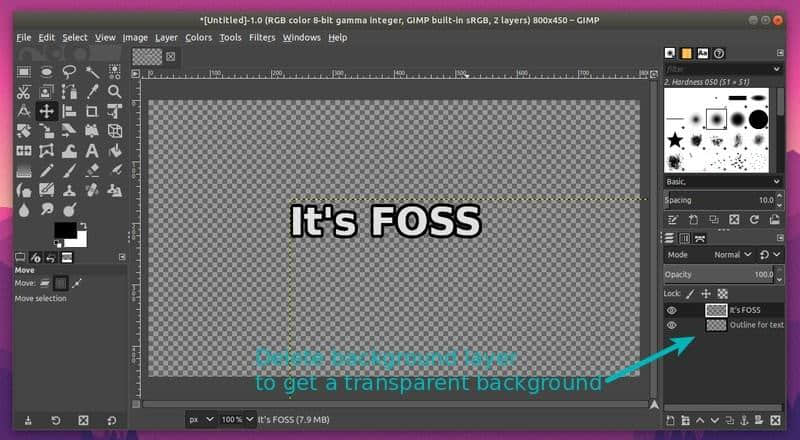 *[Untitled]-1.0 (RGB color 8-bit gamma integer, GIMP built-in sRGB, 2 layers) 800x450 – GIMP
File Edit Select View Image Layer Colors Tools Filters Windows Help
filter
2. Hardness 050 (51 × 51)
Basic,
Spacing 10.0
It's FOSS
Mode Normal
Opacity 100.0
Lock:
Move
Move:
Move selection
It's FOSS
Outline for text
Delete background layer
to get a transparent background
px 100 % It's FOSS (7.9 MB)